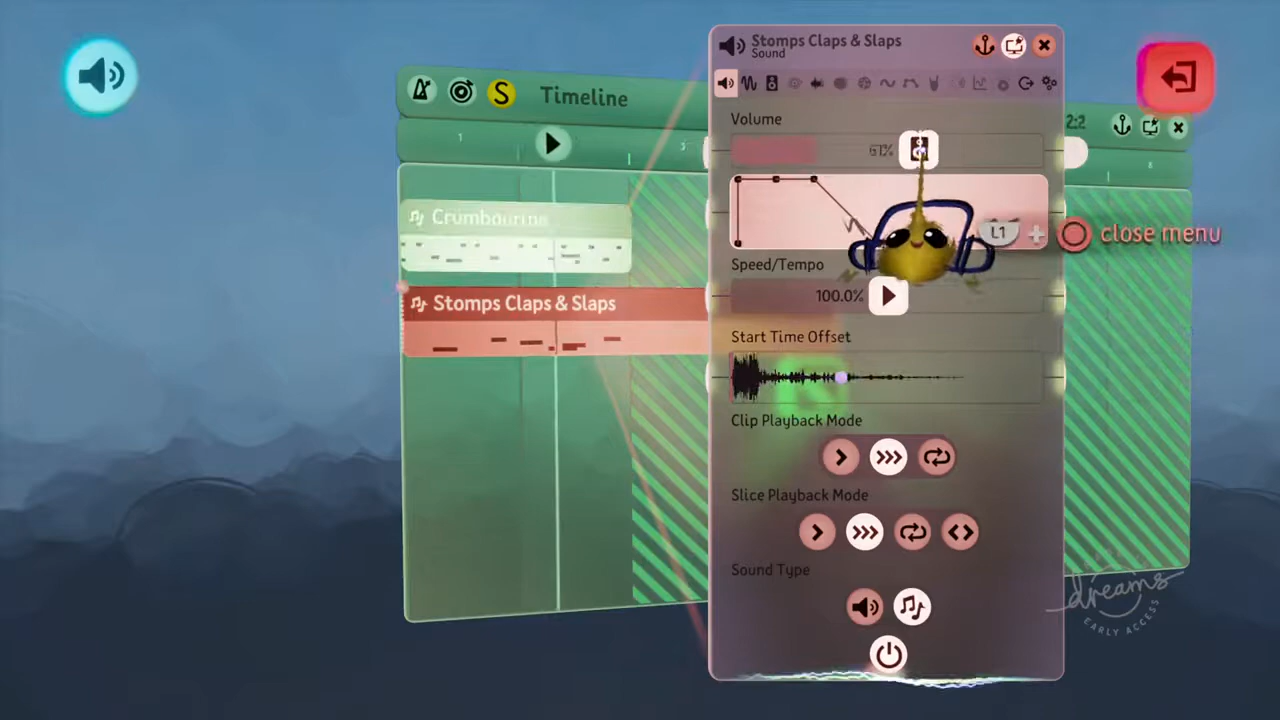 Stomps Claps & Slaps
Sound
S
Timeline
1
2:2
Volume
Crumbourine
L1
close menu
Speed/Tempo
100.0%
Stomps Claps & Slaps
Start Time Offset
Clip Playback Mode
Slice Playback Mode
Sound Type
dreams
EARLY ACCESS